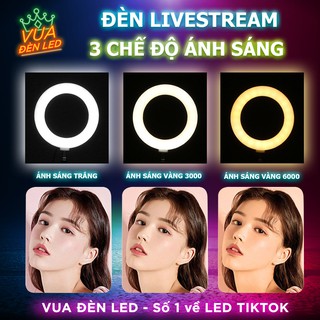 VUA
ĐÈN LED
ĐÈN LIVESTREAM
3 CHẾ ĐỘ ÁNH SÁNG
ÁNH SÁNG TRẮNG
ÁNH SÁNG VÀNG 3000
ÁNH SÁNG VÀNG 6000
VUA ĐÈN LED - Số 1 về LED TIKTOK